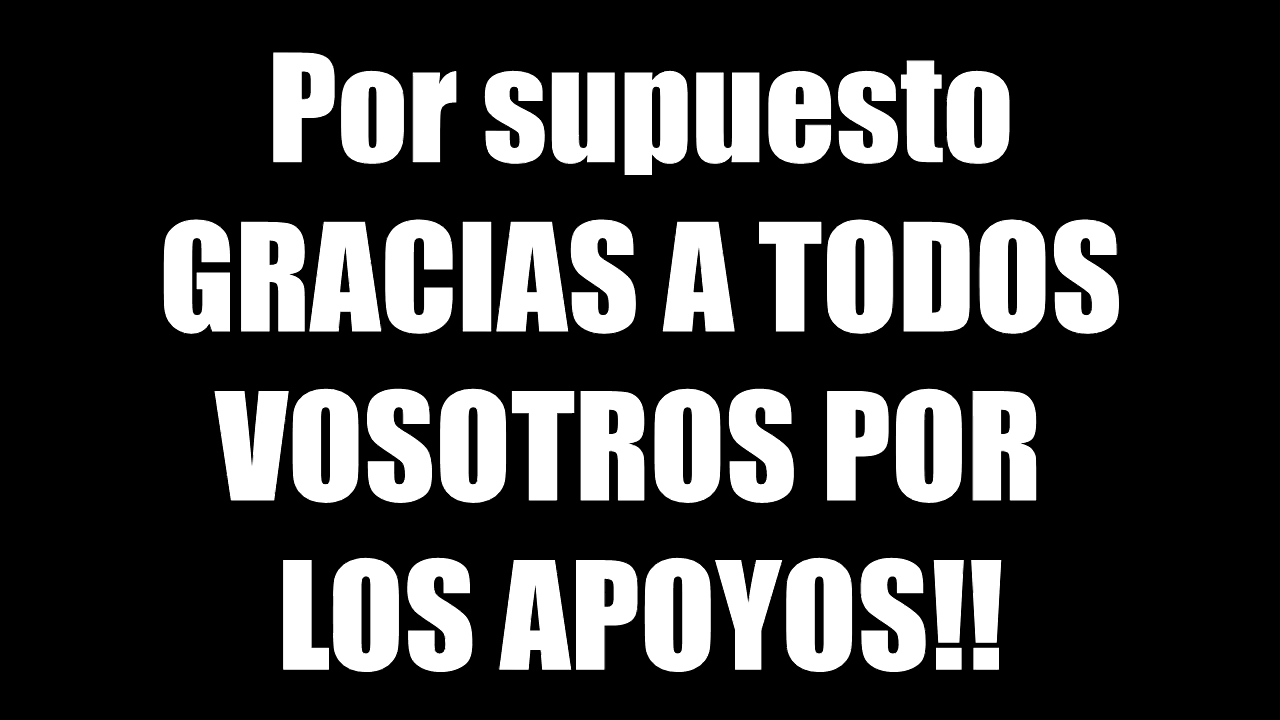 Por supuesto
GRACIAS A TODOS
VOSOTROS POR
LOS APOYOS!!